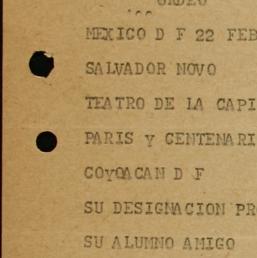 MEXICO D F 22 FEB
SALVADOR NOVO
TEATRO DE LA CAPI
PARIS y CENTENARI
COyOACAN D F
SU DESIGNACION PR
SU ALUMNO AMIGO